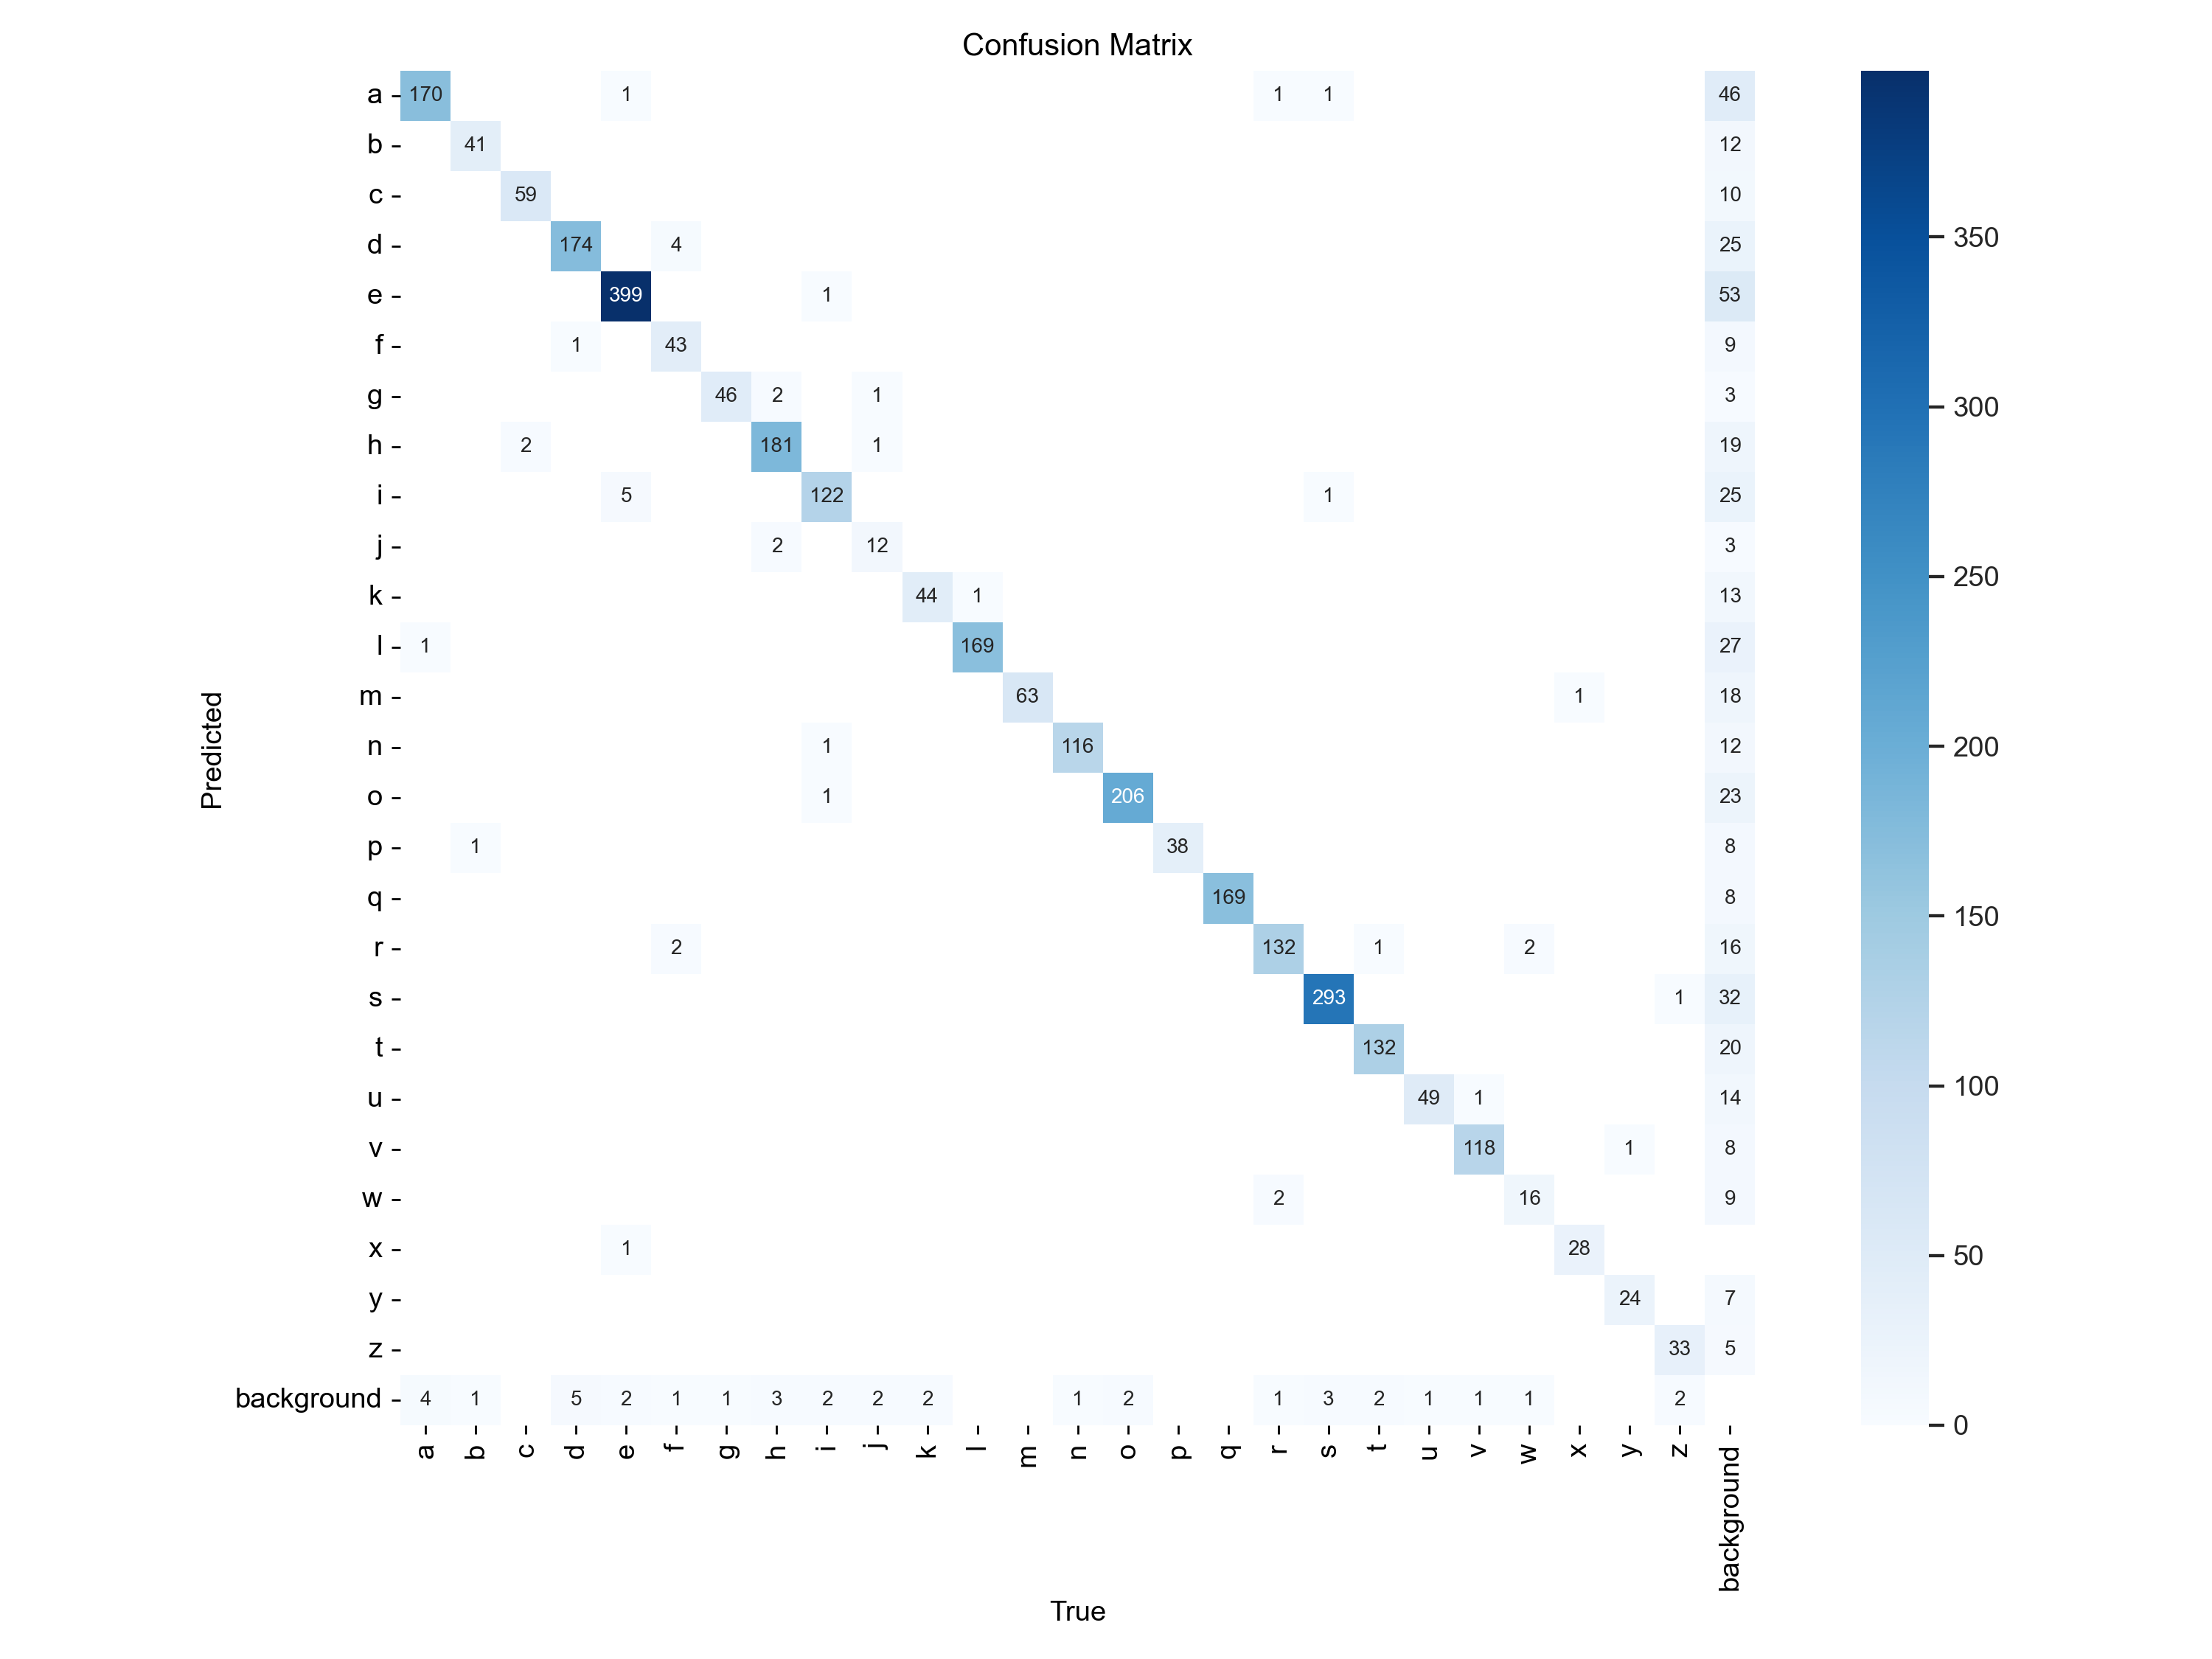 Confusion Matrix
a 170 1 1 1 46
b 41 12
c 59 10
d 174 4 25
e 399 1 53
f 1 43 9
g 46 2 1 3
h 2 181 1 19
i 5 122 1 25
j 2 12 3
k 44 1 13
l 1 169 27
m 63 1 18
n 1 116 12
o 1 206 23
p 1 38 8
q 169 8
r 2 132 1 2 16
s 293 1 32
t 132 20
u 49 1 14
v 118 1 8
w 2 16 9
x 1 28
y 24 7
z 33 5
background 4 1 5 2 1 1 3 2 2 2 1 2 1 3 2 1 1 1 2
a b c d e f g h i j k l m n o p q r s t u v w x y z background
True
Predicted
350
300
250
200
150
100
50
0